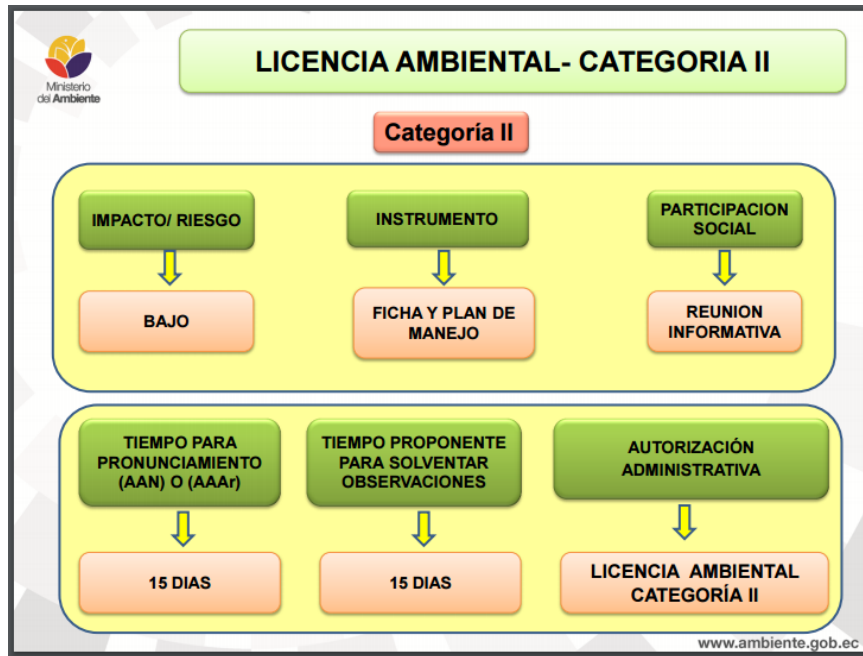 Ministerio
del Ambiente
LICENCIA AMBIENTAL- CATEGORIA II
Categoría II
IMPACTO/ RIESGO
INSTRUMENTO
PARTICIPACION
SOCIAL
BAJO
FICHA Y PLAN DE
MANEJO
REUNION
INFORMATIVA
TIEMPO PARA
PRONUNCIAMIENTO
(AAN) O (AAAr)
TIEMPO PROPONENTE
PARA SOLVENTAR
OBSERVACIONES
AUTORIZACIÓN
ADMINISTRATIVA
15 DIAS
15 DIAS
LICENCIA AMBIENTAL
CATEGORÍA II
www.ambiente.gob.ec